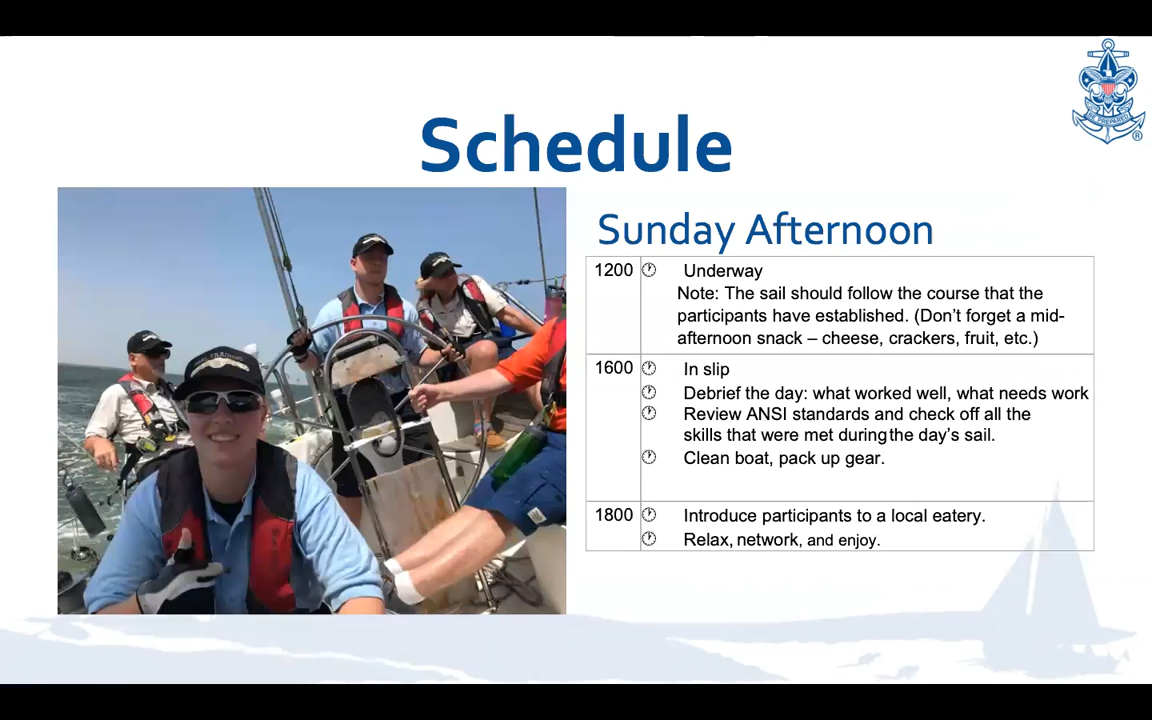 BE PREPARED
®
Schedule
Sunday Afternoon
1200 Underway
Note: The sail should follow the course that the
participants have established. (Don't forget a mid-
afternoon snack – cheese, crackers, fruit, etc.)
1600 In slip
Debrief the day: what worked well, what needs work
Review ANSI standards and check off all the
skills that were met during the day's sail.
Clean boat, pack up gear.
1800 Introduce participants to a local eatery.
Relax, network, and enjoy.
TRAINING